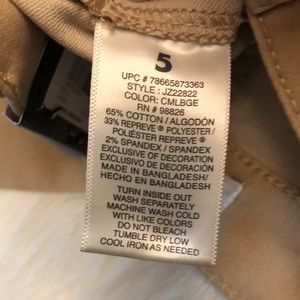 5
UPC # 78665873363
STYLE : JZ22822
COLOR: CMLBGE
RN # 98826
65% COTTON / ALGODÓN
33% REPREVE ® POLYESTER /
POLIÉSTER REPREVE ®
2% SPANDEX / SPANDEX
EXCLUSIVE OF DECORATION
EXCLUSIVA DE DECORACIÓN
MADE IN BANGLADESH/
HECHO EN BANGLADESH
TURN INSIDE OUT
WASH SEPARATELY
MACHINE WASH COLD
WITH LIKE COLORS
DO NOT BLEACH
TUMBLE DRY LOW
COOL IRON AS NEEDED